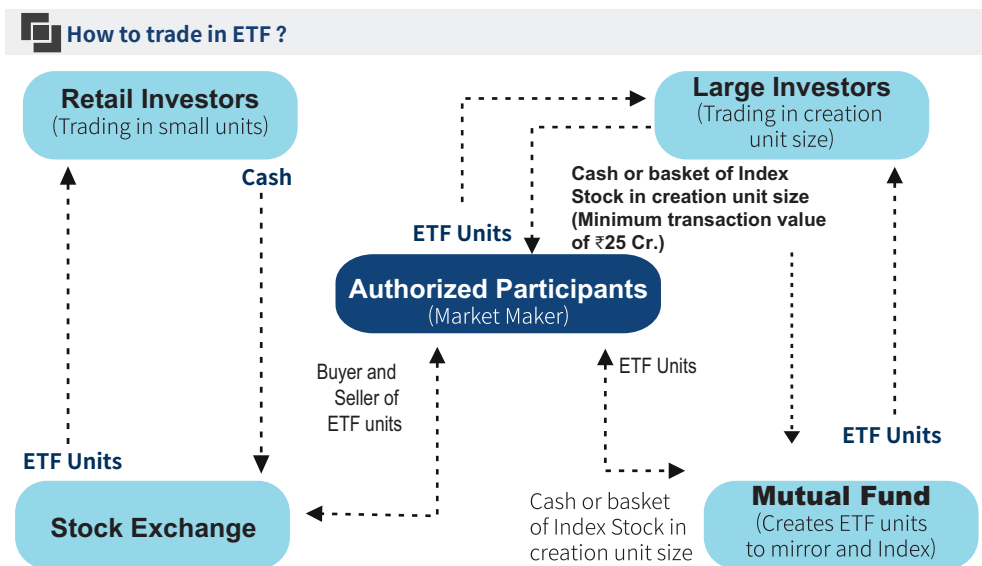 How to trade in ETF ?
Retail Investors
(Trading in small units)
Large Investors
(Trading in creation
unit size)
Cash
Cash or basket of Index
Stock in creation unit size
(Minimum transaction value
of ₹25 Cr.)
ETF Units
Authorized Participants
(Market Maker)
Buyer and
Seller of
ETF units
ETF Units
ETF Units
ETF Units
Stock Exchange
Cash or basket
of Index Stock in
creation unit size
Mutual Fund
(Creates ETF units
to mirror and Index)